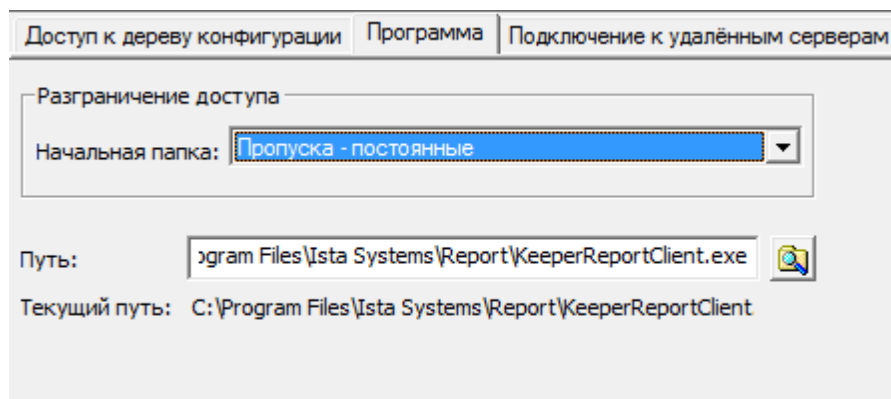 Доступ к дереву конфигурации Программа Подключение к удалённым серверам
Разграничение доступа
Начальная папка: Пропуска - постоянные
Путь: ogram Files\Ista Systems\Report\KeeperReportClient.exe
Текущий путь: C:\Program Files\Ista Systems\Report\KeeperReportClient